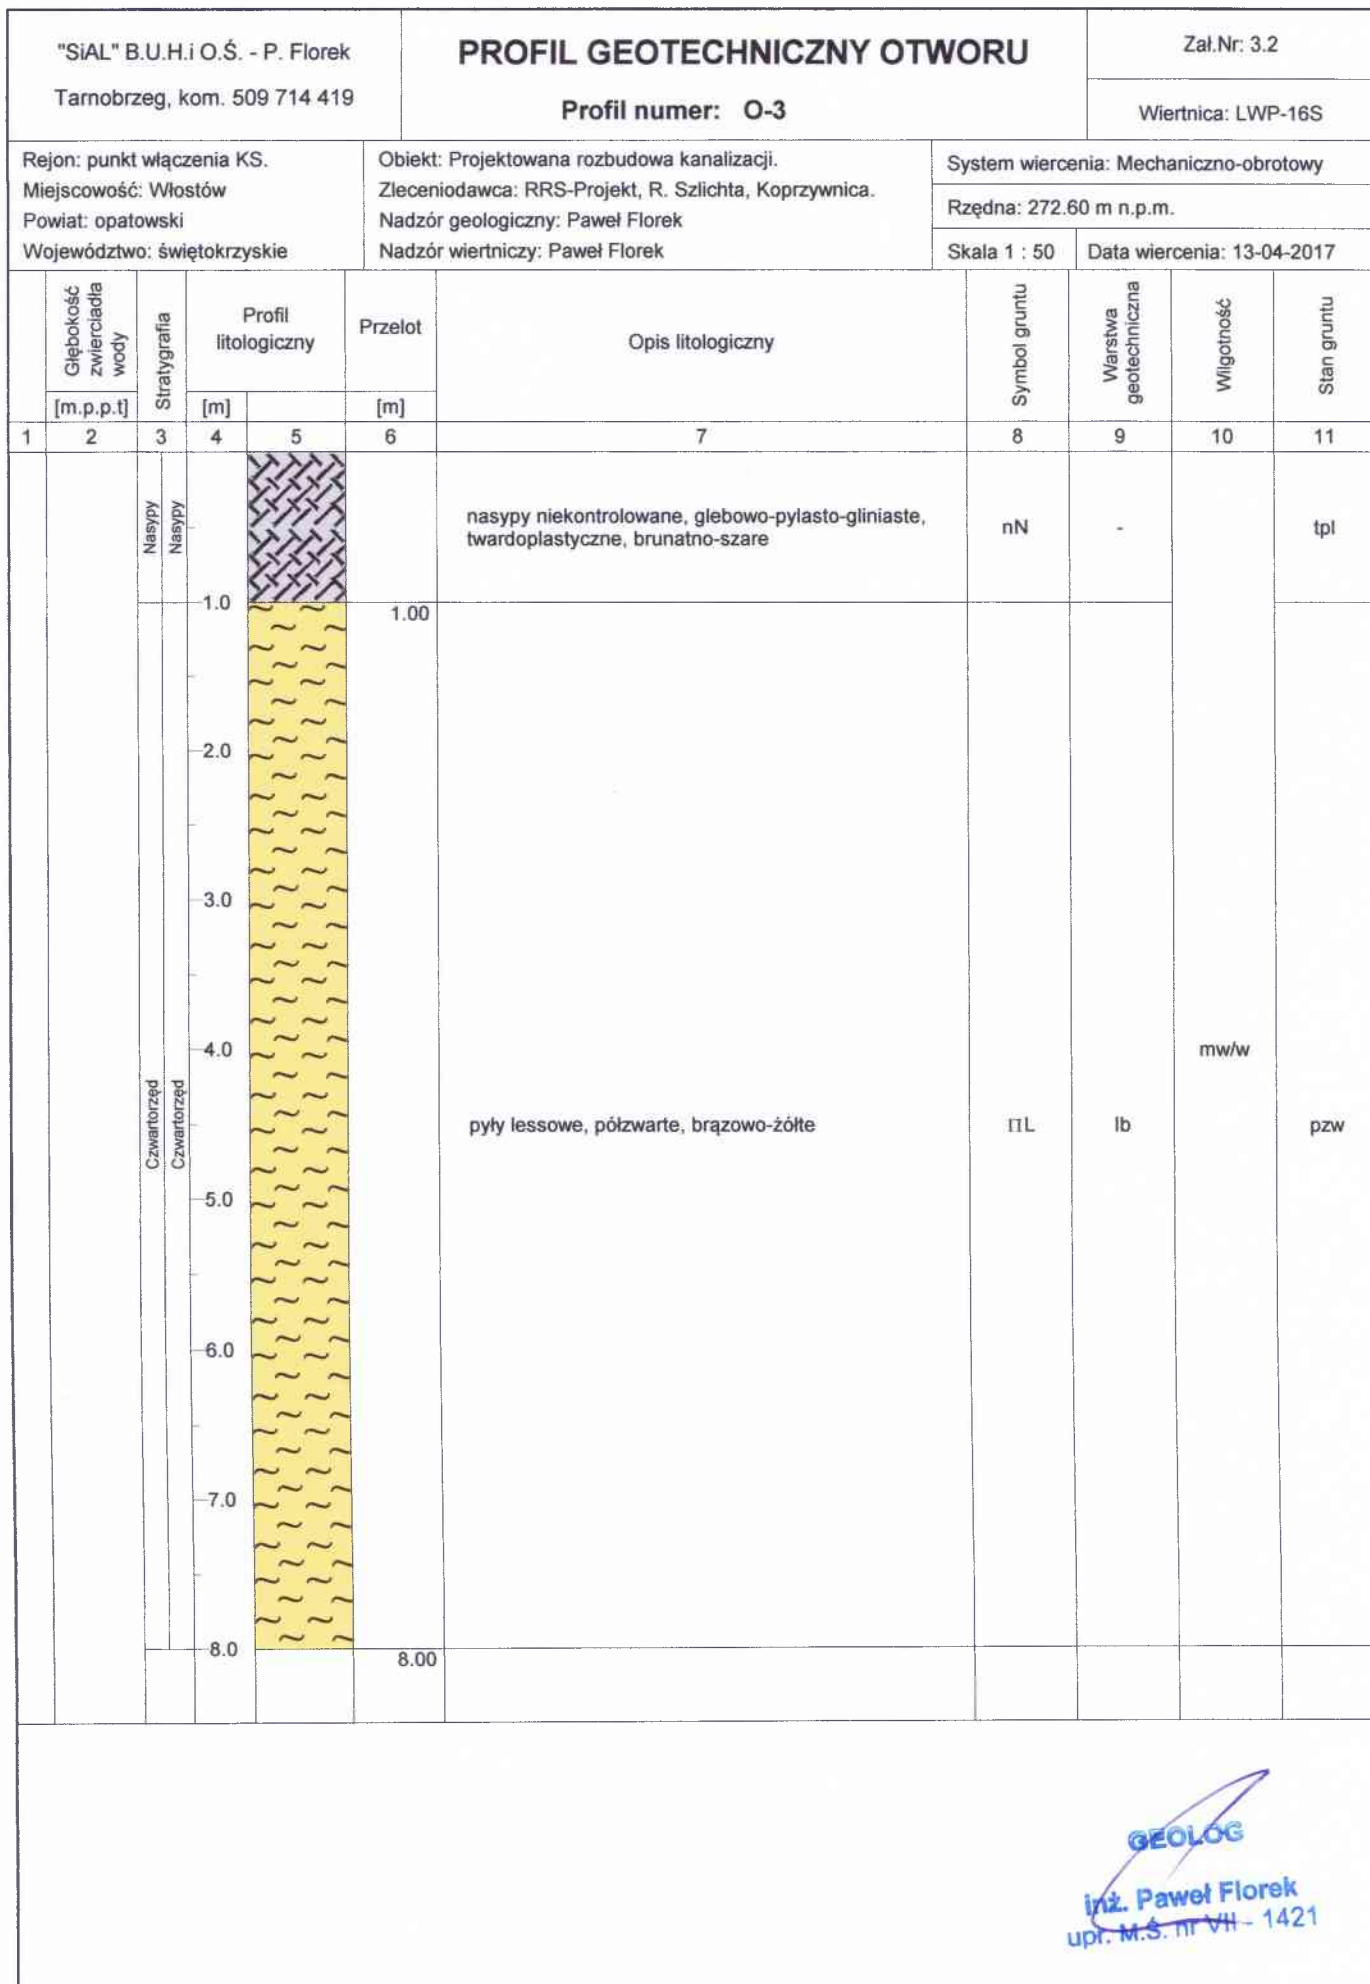 "SiAL" B.U.H.i O.Ś. - P. Florek
Tarnobrzeg, kom. 509 714 419
PROFIL GEOTECHNICZNY OTWORU
Profil numer: O-3
Zał.Nr: 3.2
Wiertnica: LWP-16S
Rejon: punkt włączenia KS.
Miejscowość: Włostów
Powiat: opatowski
Województwo: świętokrzyskie
Obiekt: Projektowana rozbudowa kanalizacji.
Zleceniodawca: RRS-Projekt, R. Szlichta, Koprzywnica.
Nadzór geologiczny: Paweł Florek
Nadzór wiertniczy: Paweł Florek
System wiercenia: Mechaniczno-obrotowy
Rzędna: 272.60 m n.p.m.
Skala 1 : 50
Data wiercenia: 13-04-2017
Głębokość
zwierciadła
wody
[m.p.p.t]
Stratygrafia
Profil
litologiczny
[m]
Przelot
[m]
Opis litologiczny
Symbol gruntu
Warstwa
geotechniczna
Wilgotność
Stan gruntu
1 2 3 4 5 6 7 8 9 10 11
Nasypy
Nasypy
nasypy niekontrolowane, glebowo-pylasto-gliniaste,
twardoplastyczne, brunatno-szare
nN
-
tpl
1.0
1.00
2.0
3.0
4.0
mw/w
Czwartorzęd
Czwartorzęd
pyły lessowe, półzwarte, brązowo-żółte
ΠL
Ib
pzw
5.0
6.0
7.0
8.0
8.00
GEOLOG
inż. Paweł Florek
upr. M.Ś. nr VII - 1421